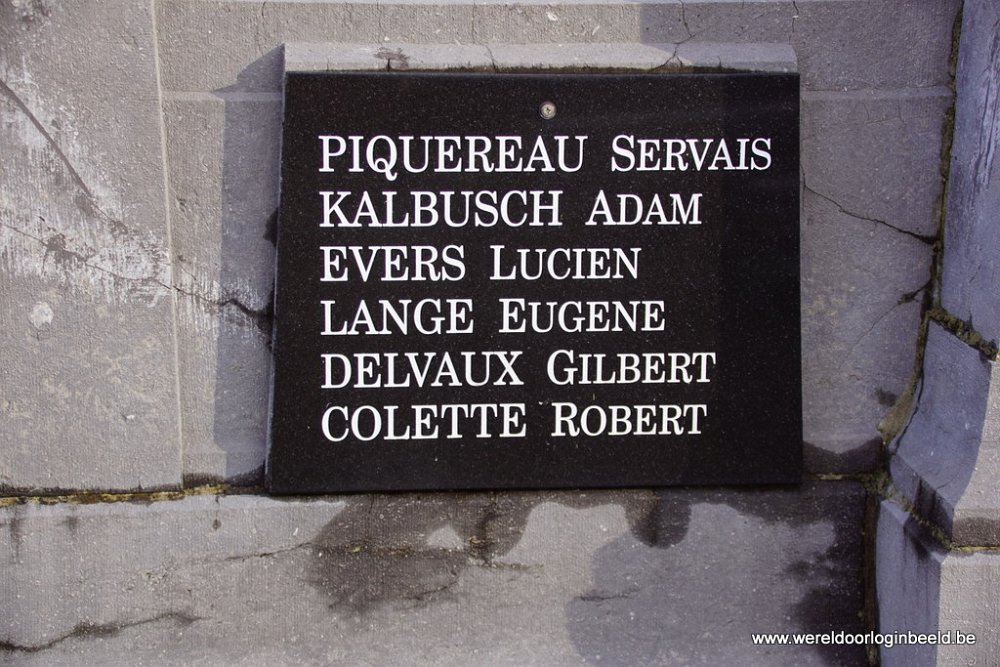 PIQUEREAU SERVAIS
KALBUSCH ADAM
EVERS LUCIEN
LANGE EUGENE
DELVAUX GILBERT
COLETTE ROBERT
www.wereldoorloginbeeld.be